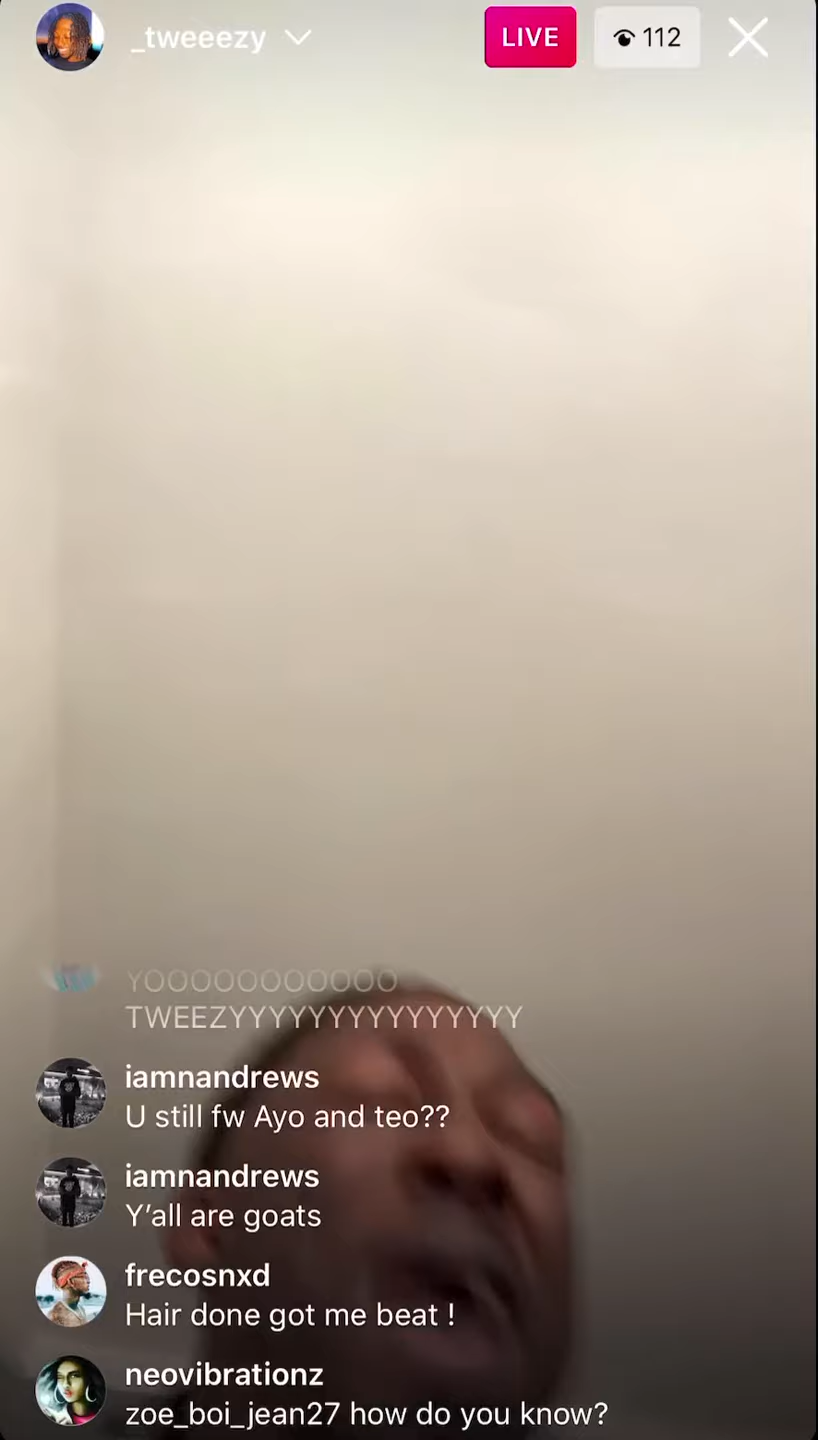 _tweeezy
LIVE
112
YOOOOOOOOOOO
TWEEZYYYYYYYYYYYYYYY
iamnandrews
U still fw Ayo and teo??
iamnandrews
Y’all are goats
frecosnxd
Hair done got me beat !
neovibrationz
zoe_boi_jean27 how do you know?